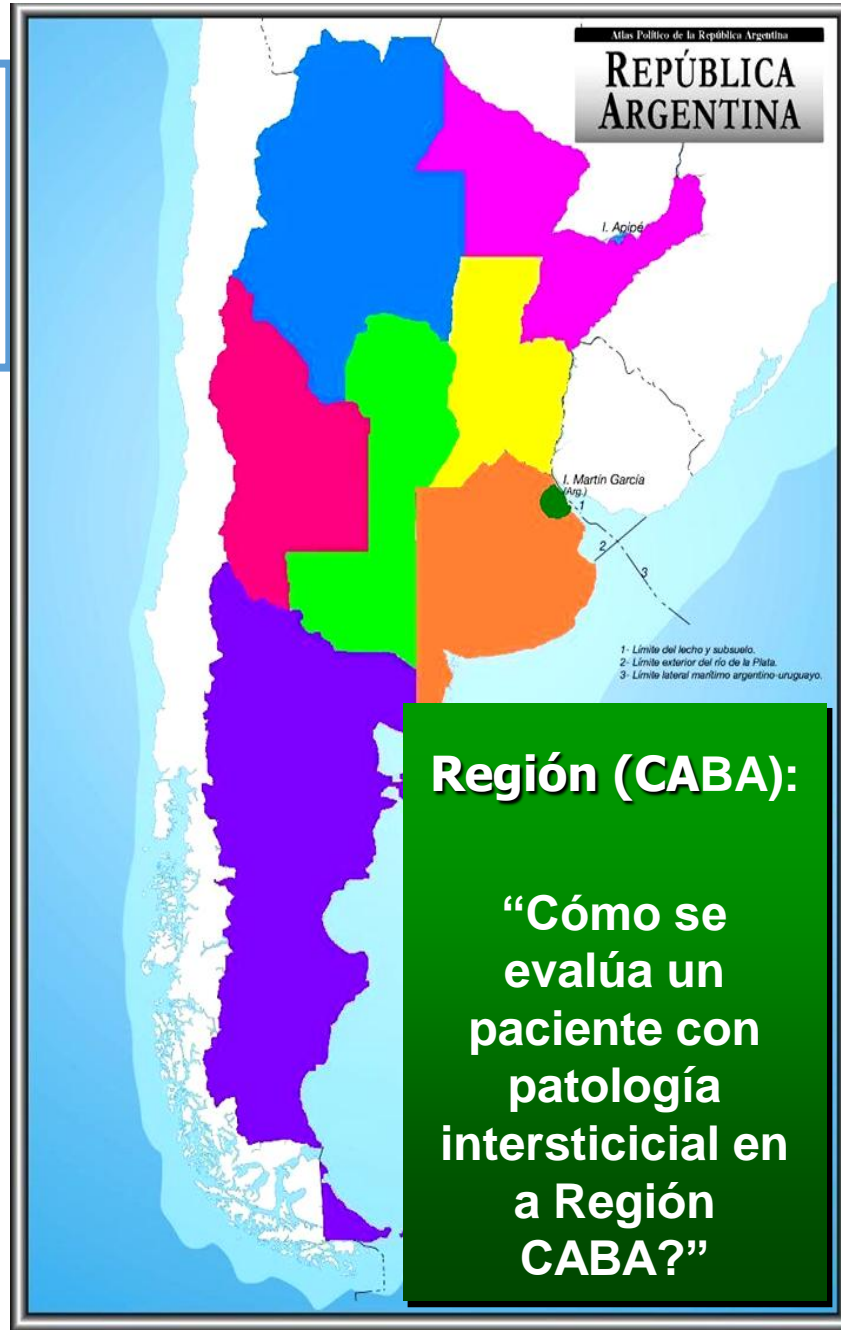 Atlas Político de la República Argentina
REPÚBLICA
ARGENTINA
I. Apipé
I. Martín García
(Arg.)
1
2
3
1- Límite del lecho y subsuelo.
2- Límite exterior del río de la Plata.
3- Límite lateral marítimo argentino-uruguayo.
Región (CABA):
“Cómo se
evalúa un
paciente con
patología
intersticicial en
a Región
CABA?”